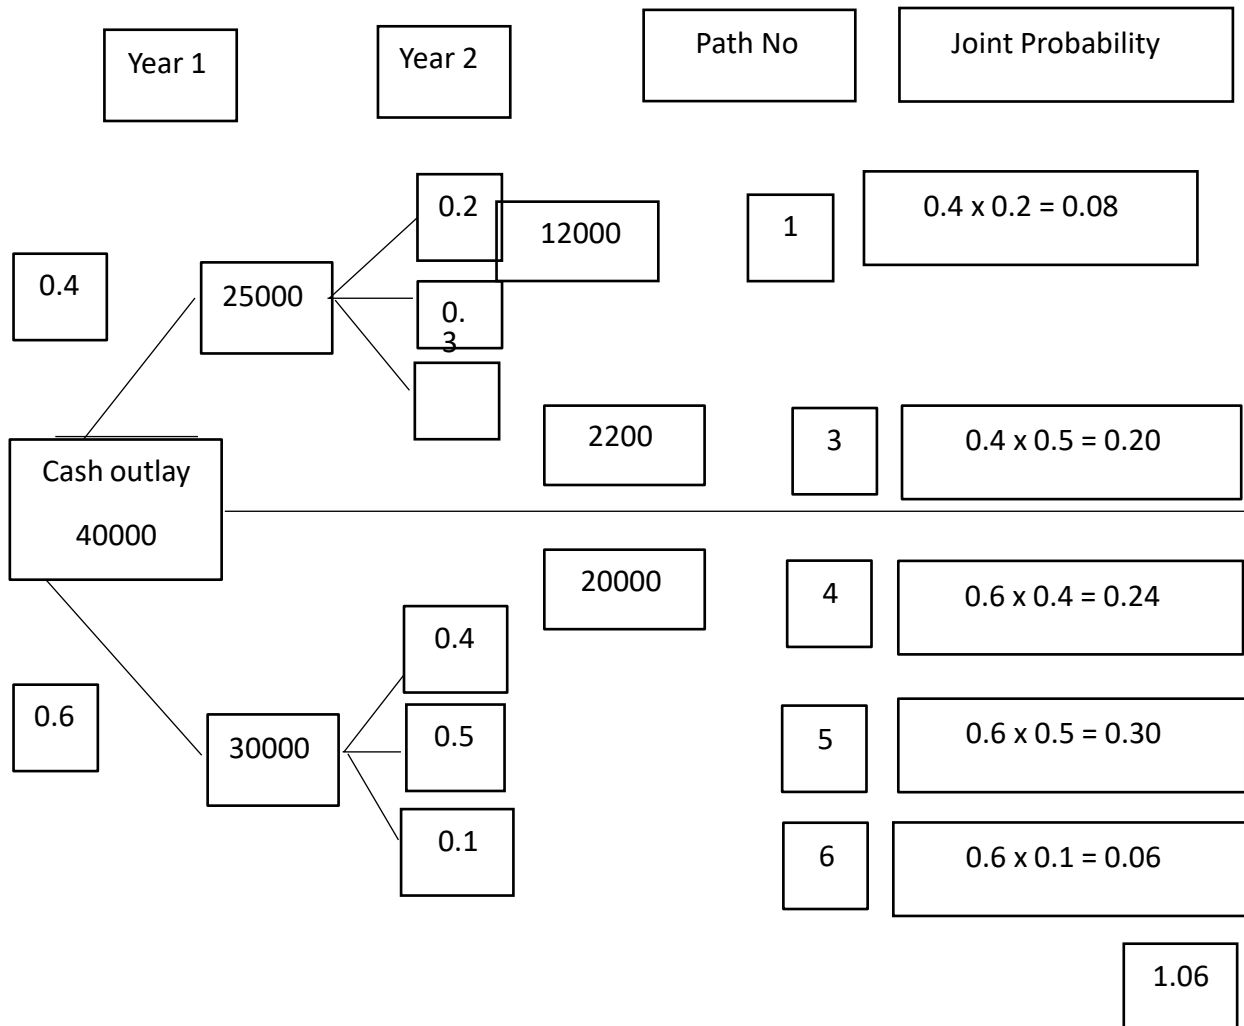 Year 1
Year 2
Path No
Joint Probability
0.2
12000
1
0.4 x 0.2 = 0.08
0.4
25000
0.
3
2200
3
0.4 x 0.5 = 0.20
Cash outlay
40000
20000
4
0.6 x 0.4 = 0.24
0.4
0.6
30000
0.5
5
0.6 x 0.5 = 0.30
0.1
6
0.6 x 0.1 = 0.06
1.06